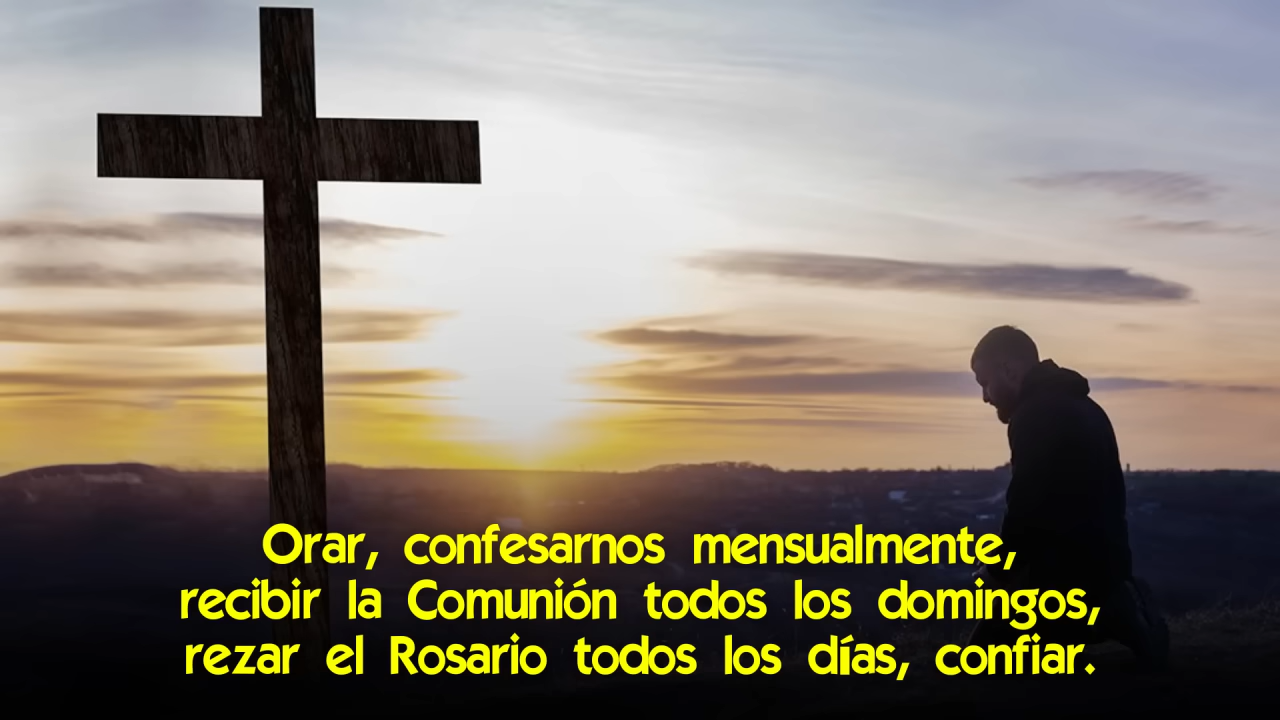 Orar, confesarnos mensualmente,
recibir la Comunión todos los domingos,
rezar el Rosario todos los días, confiar.